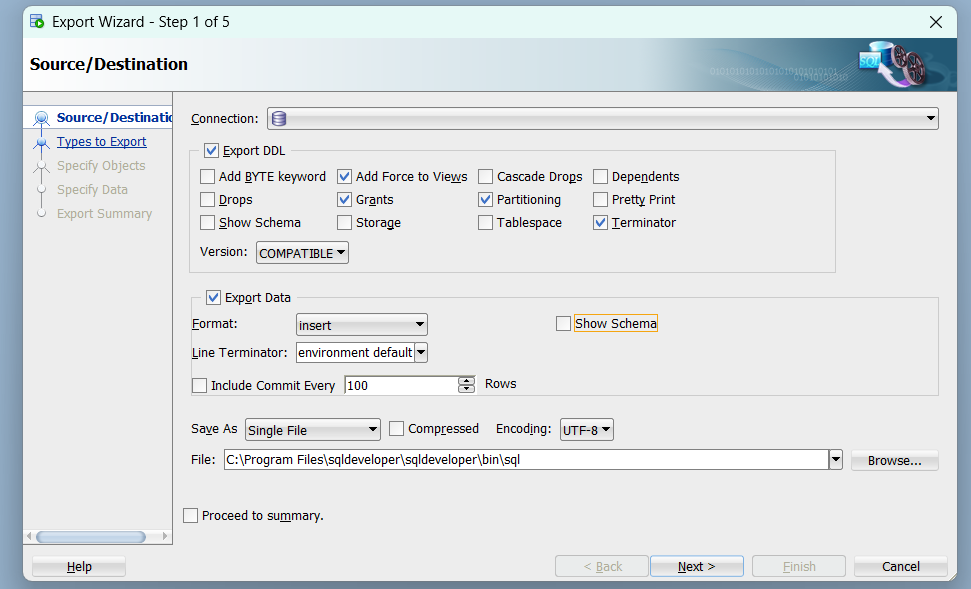 Export Wizard - Step 1 of 5
Source/Destination
SQL
Source/Destinatio
Types to Export
Specify Objects
Specify Data
Export Summary
Connection:
Export DDL
Add BYTE keyword Add Force to Views Cascade Drops Dependents
Drops Grants Partitioning Pretty Print
Show Schema Storage Tablespace Terminator
Version: COMPATIBLE
Export Data
Format: insert Show Schema
Line Terminator: environment default
Include Commit Every 100 Rows
Save As Single File Compressed Encoding: UTF-8
File: C:\Program Files\sqldeveloper\sqldeveloper\bin\sql Browse...
Proceed to summary.
Help < Back Next > Finish Cancel